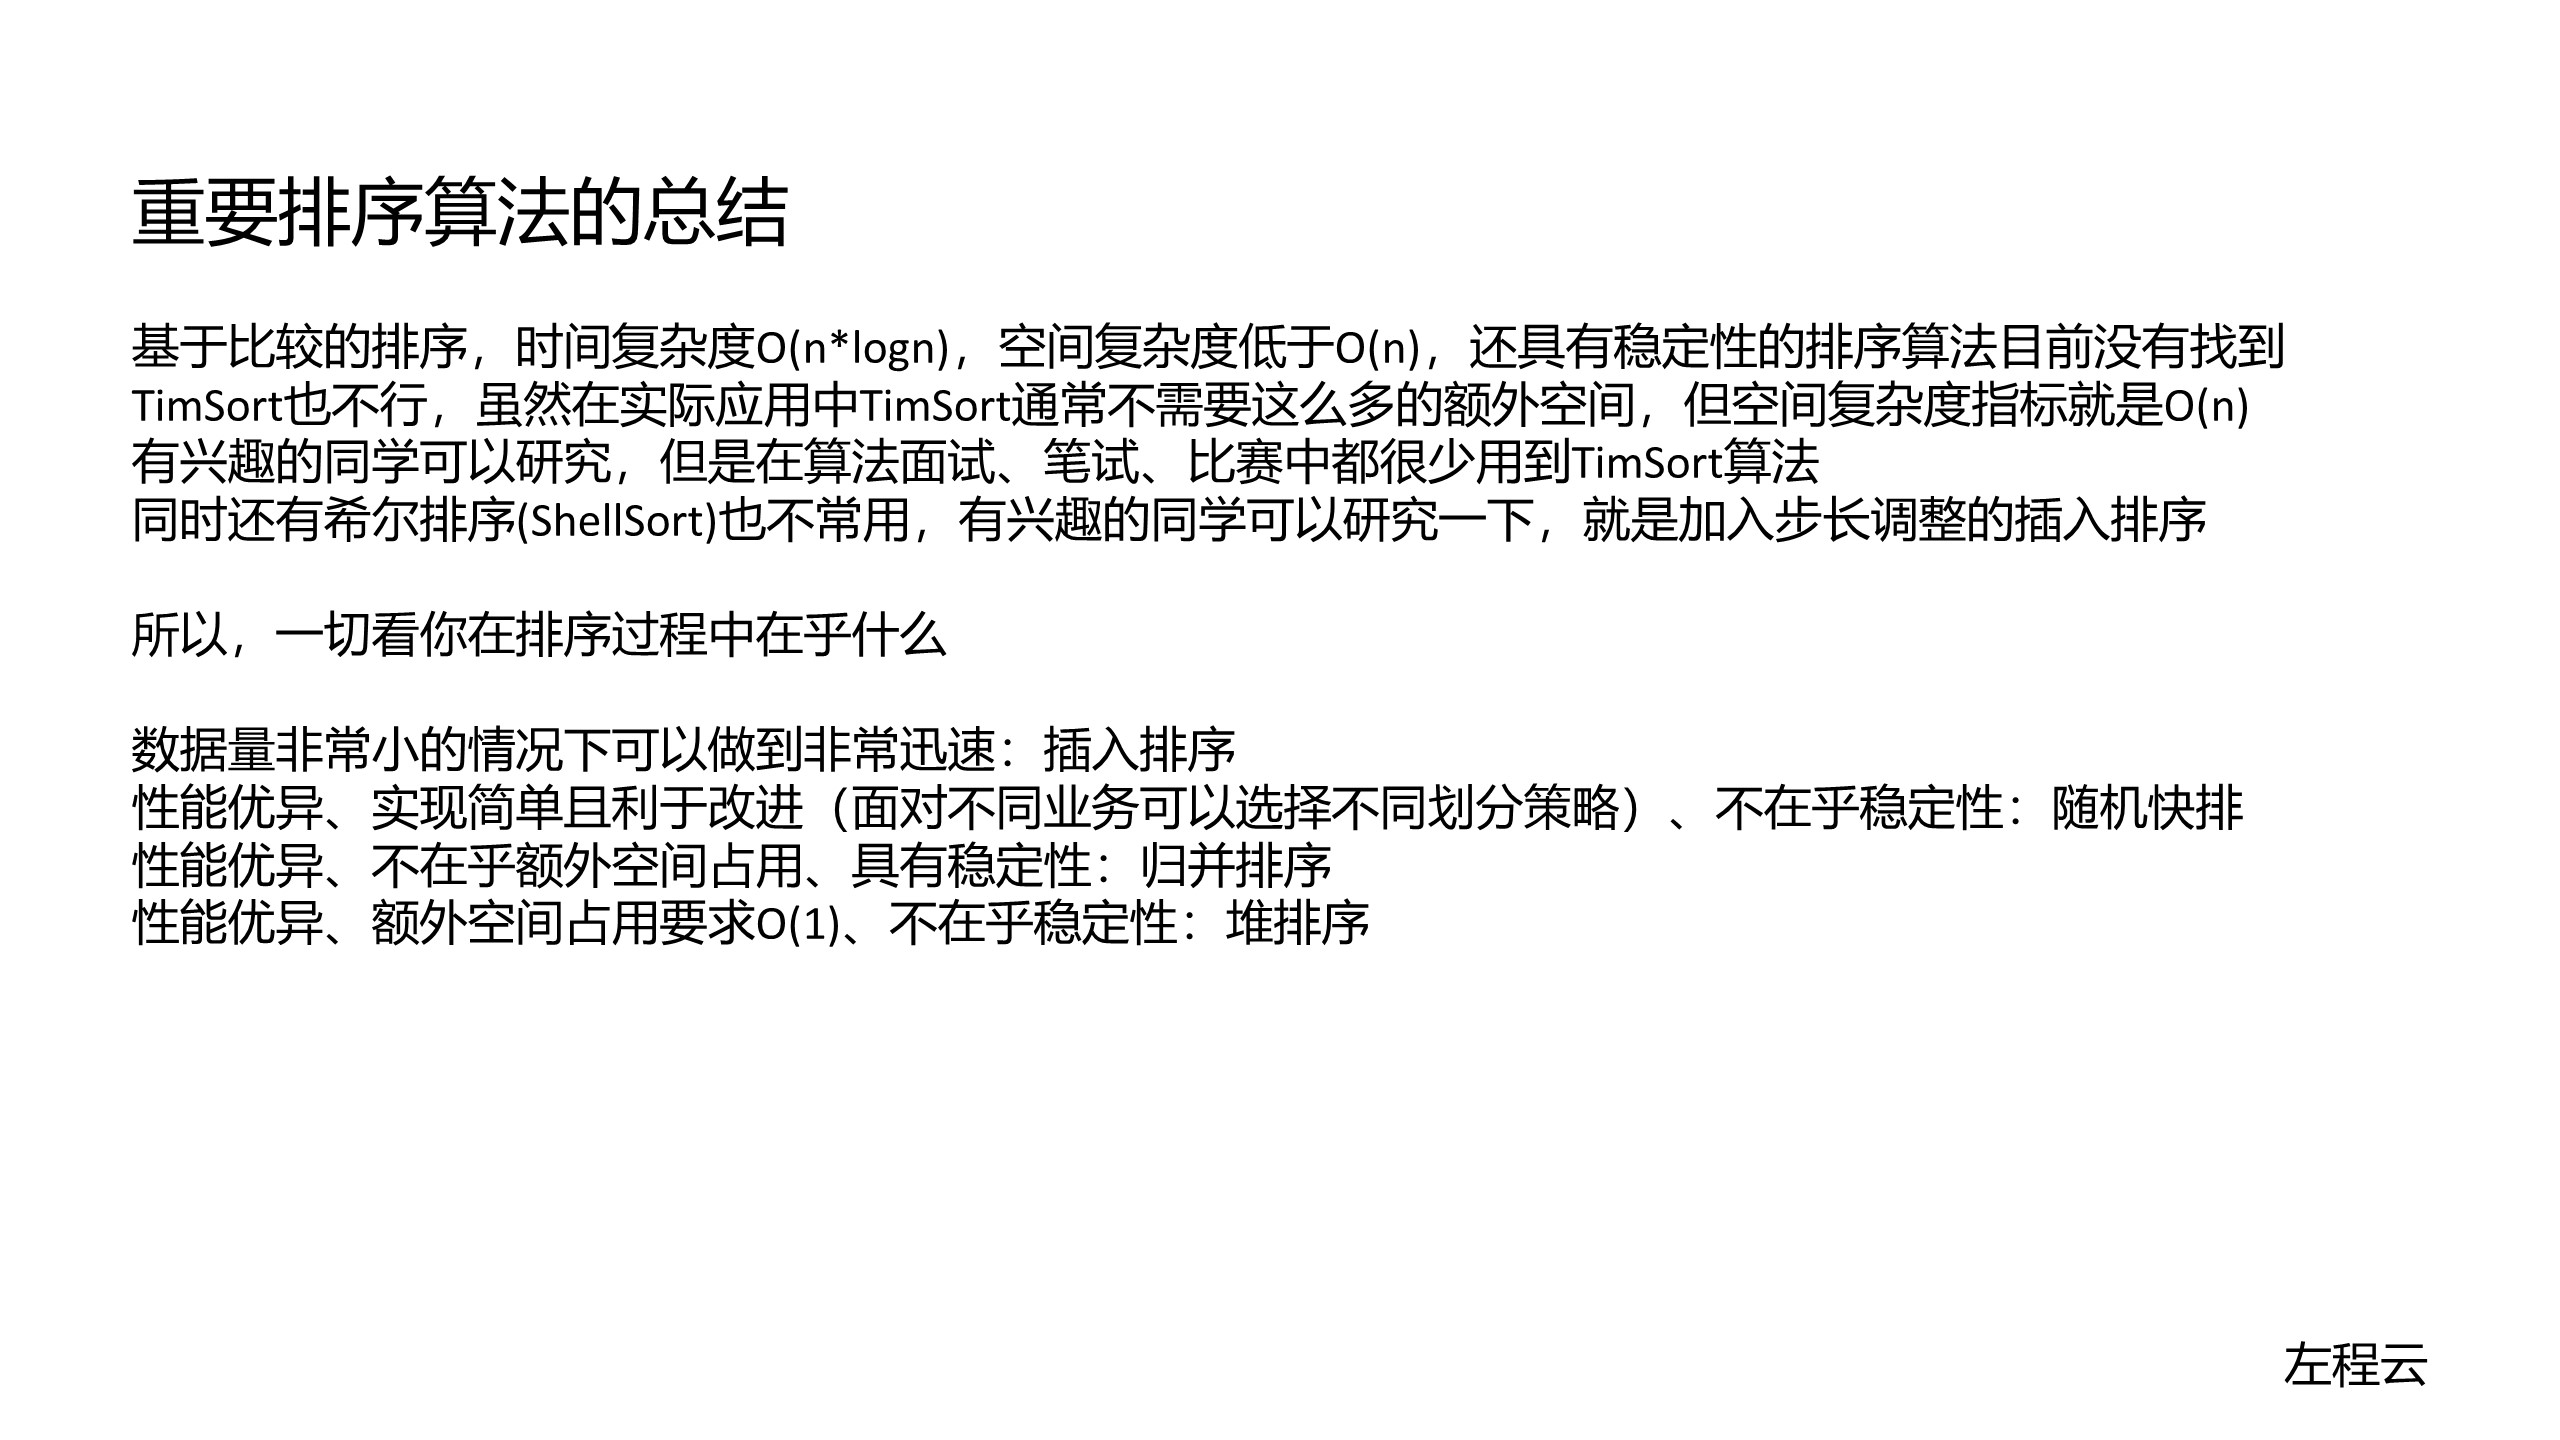 重要排序算法的总结
基于比较的排序，时间复杂度O(n*logn)，空间复杂度低于O(n)，还具有稳定性的排序算法目前没有找到
TimSort也不行，虽然在实际应用中TimSort通常不需要这么多的额外空间，但空间复杂度指标就是O(n)
有兴趣的同学可以研究，但是在算法面试、笔试、比赛中都很少用到TimSort算法
同时还有希尔排序(ShellSort)也不常用，有兴趣的同学可以研究一下，就是加入步长调整的插入排序
所以，一切看你在排序过程中在乎什么
数据量非常小的情况下可以做到非常迅速：插入排序
性能优异、实现简单且利于改进（面对不同业务可以选择不同划分策略）、不在乎稳定性：随机快排
性能优异、不在乎额外空间占用、具有稳定性：归并排序
性能优异、额外空间占用要求O(1)、不在乎稳定性：堆排序
左程云